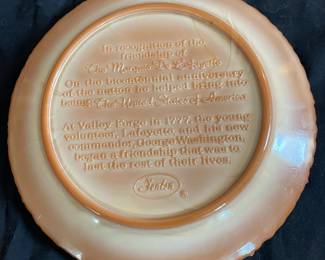 In recognition of the
friendship of
The Marquis De Lafayette
On the bicentennial anniversary
of the nation he helped bring into
being The United States of America
At Valley Forge in 1777, the young
volunteer, Lafayette, and his new
commander, George Washington,
began a friendship that was to
last the rest of their lives.
Fenton
®